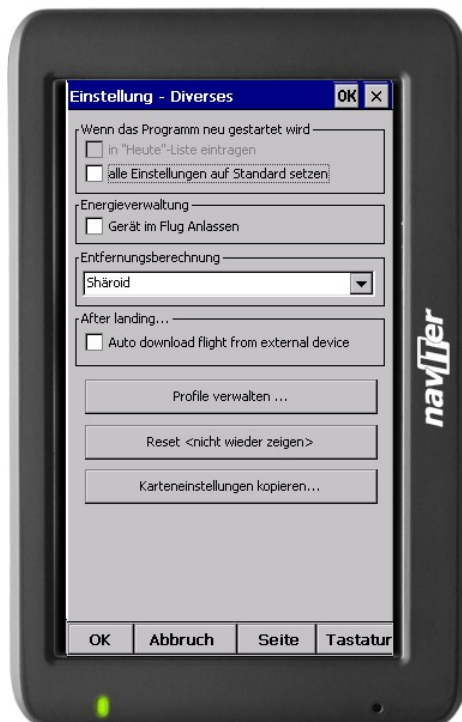 Einstellung - Diverses OK
Wenn das Programm neu gestartet wird
in "Heute"-Liste eintragen
alle Einstellungen auf Standard setzen
Energieverwaltung
Gerät im Flug Anlassen
Entfernungsberechnung
Shäroid
After landing...
Auto download flight from external device
Profile verwalten ...
Reset <nicht wieder zeigen>
Karteneinstellungen kopieren...
OK Abbruch Seite Tastatur
naviter